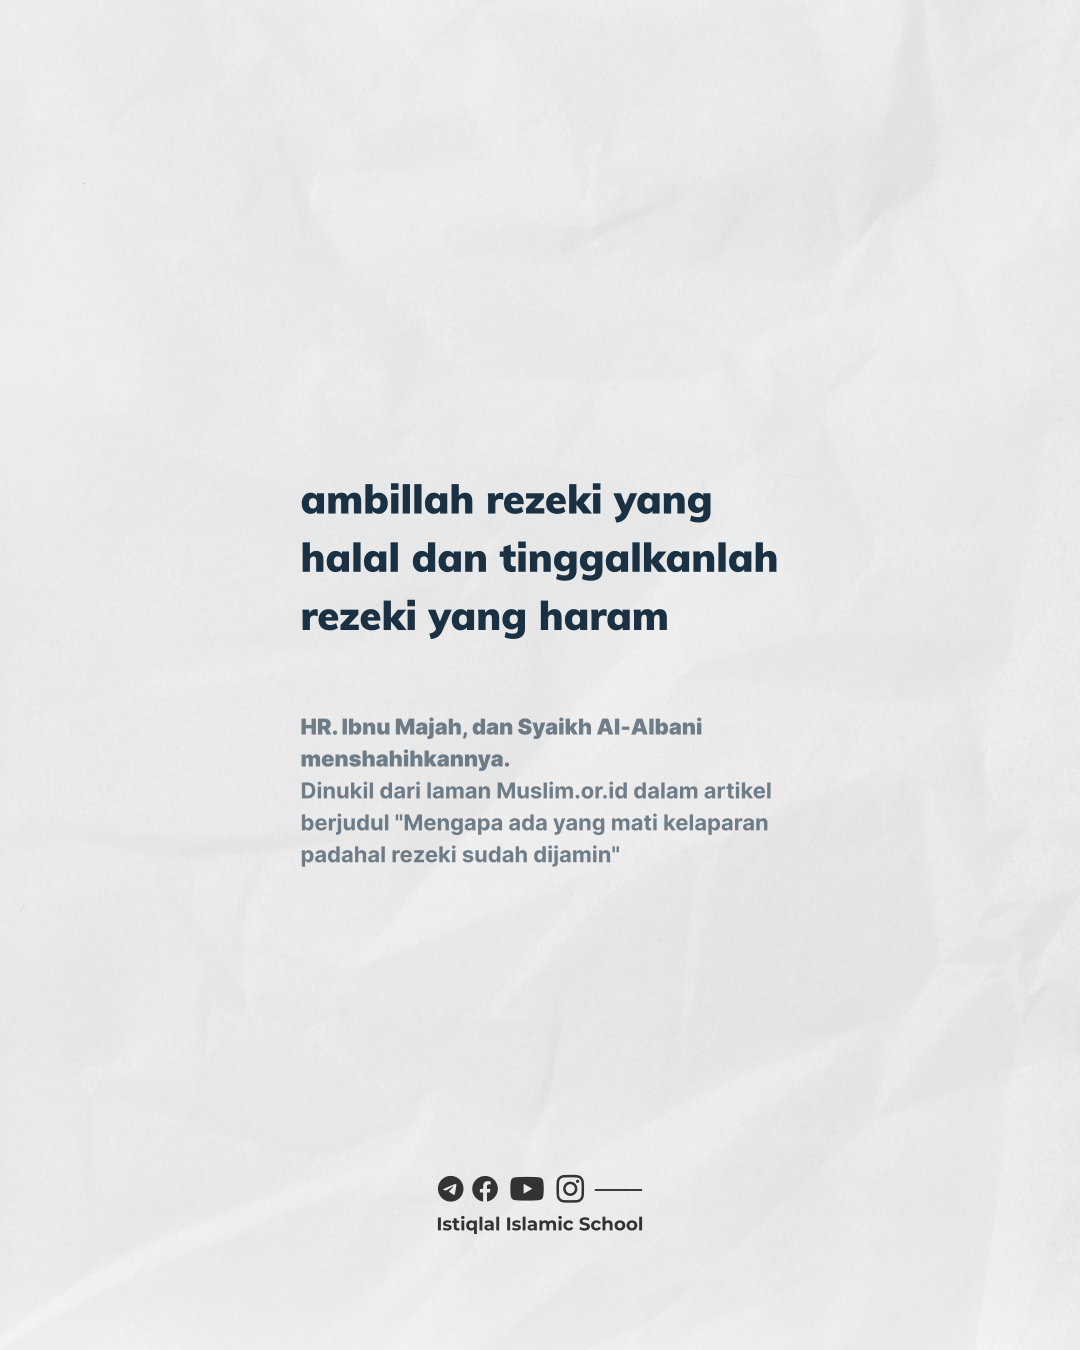 ambillah rezeki yang
halal dan tinggalkanlah
rezeki yang haram
HR. Ibnu Majah, dan Syaikh Al-Albani
menshahihkannya.
Dinukil dari laman Muslim.or.id dalam artikel
berjudul "Mengapa ada yang mati kelaparan
padahal rezeki sudah dijamin"
Istiqlal Islamic School